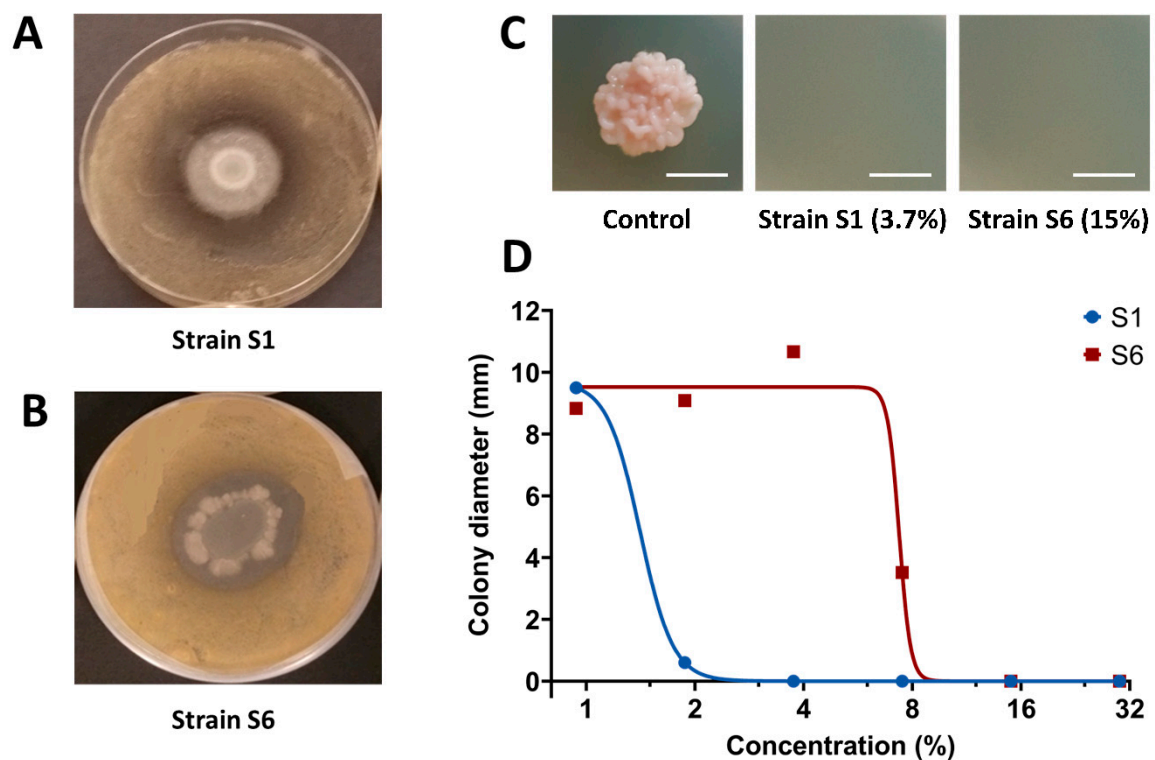 A
Strain S1
B
Strain S6
C
Control
Strain S1 (3.7%)
Strain S6 (15%)
D
S1
S6
Colony diameter (mm)
12
10
8
6
4
2
0
1
2
4
8
16
32
Concentration (%)